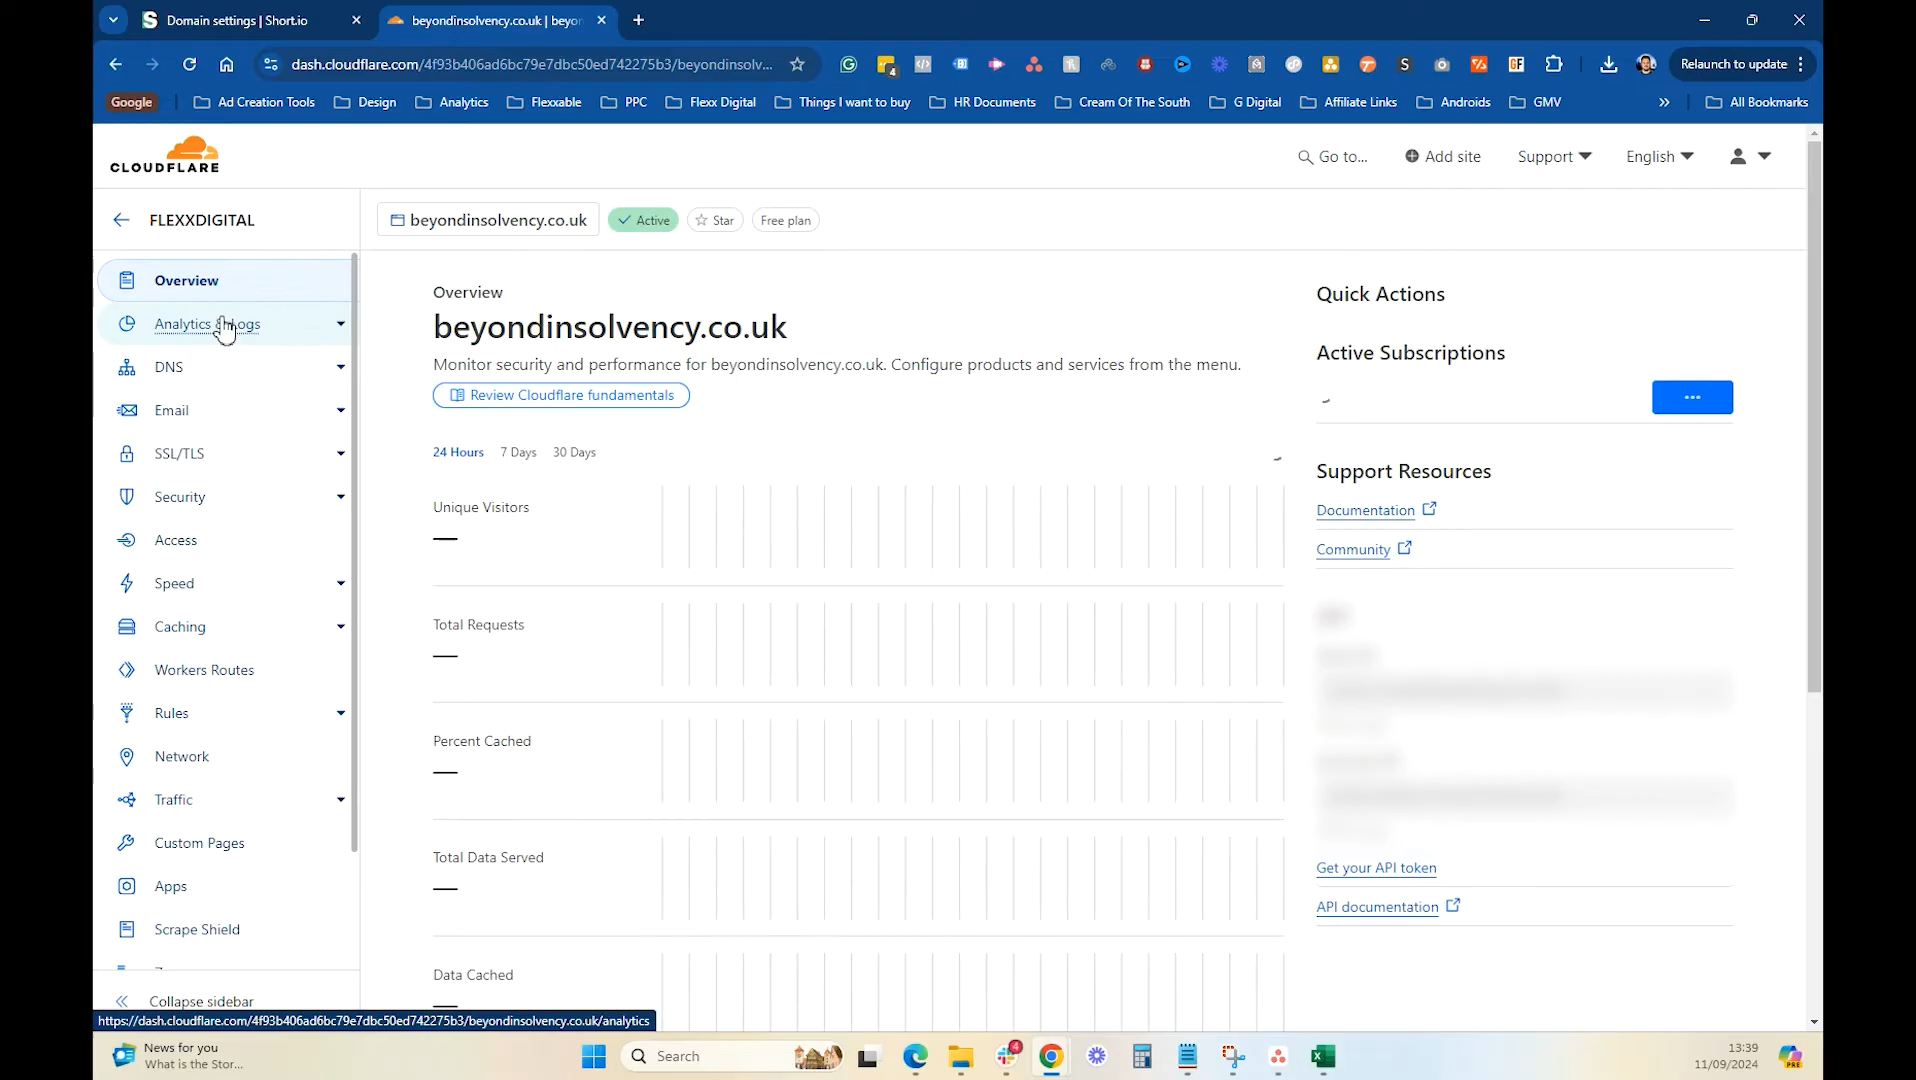 Domain settings | Short.io
beyondinsolvency.co.uk | beyon
dash.cloudflare.com/4f93b406ad6bc79e7dbc50ed742275b3/beyondinsolv...
4
Relaunch to update
Google
Ad Creation Tools
Design
Analytics
Flexxable
PPC
Flexx Digital
Things I want to buy
HR Documents
Cream Of The South
G Digital
Affiliate Links
Androids
GMV
All Bookmarks
CLOUDFLARE
Go to...
Add site
Support
English
FLEXXDIGITAL
beyondinsolvency.co.uk
Active
Star
Free plan
Overview
Analytics & Logs
DNS
Email
SSL/TLS
Security
Access
Speed
Caching
Workers Routes
Rules
Network
Traffic
Custom Pages
Apps
Scrape Shield
Collapse sidebar
Overview
beyondinsolvency.co.uk
Monitor security and performance for beyondinsolvency.co.uk. Configure products and services from the menu.
Review Cloudflare fundamentals
24 Hours
7 Days
30 Days
Unique Visitors
Total Requests
Percent Cached
Total Data Served
Data Cached
Quick Actions
Active Subscriptions
...
Support Resources
Documentation
Community
Get your API token
API documentation
https://dash.cloudflare.com/4f93b406ad6bc79e7dbc50ed742275b3/beyondinsolvency.co.uk/analytics
News for you
What is the Stor...
Search
4
13:39
11/09/2024
PRE